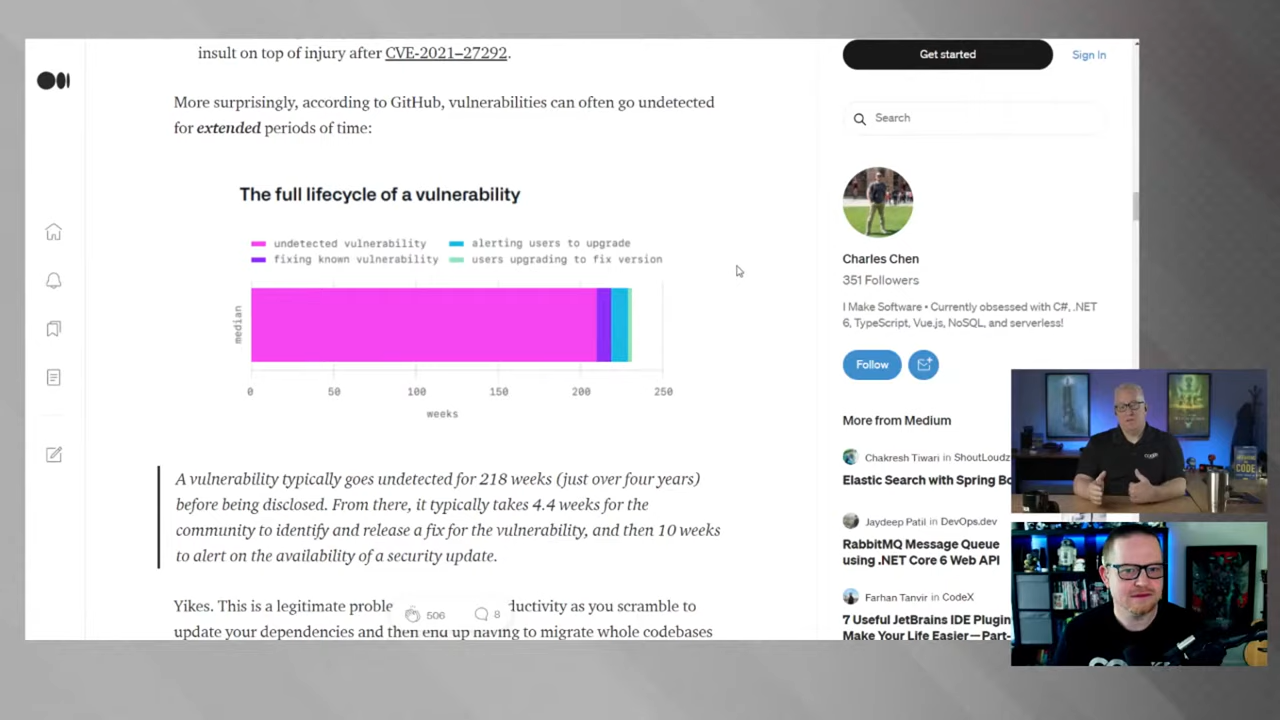 insult on top of injury after CVE-2021–27292.
More surprisingly, according to GitHub, vulnerabilities can often go undetected
for extended periods of time:
The full lifecycle of a vulnerability
undetected vulnerability
alerting users to upgrade
fixing known vulnerability
users upgrading to fix version
median
0 50 100 150 200 250
weeks
A vulnerability typically goes undetected for 218 weeks (just over four years)
before being disclosed. From there, it typically takes 4.4 weeks for the
community to identify and release a fix for the vulnerability, and then 10 weeks
to alert on the availability of a security update.
Yikes. This is a legitimate proble
ductivity as you scramble to
506
8
update your dependencies and then end up having to migrate whole codebases
Get started
Sign In
Search
Charles Chen
351 Followers
I Make Software • Currently obsessed with C#, .NET
6, TypeScript, Vue.js, NoSQL, and serverless!
Follow
More from Medium
Chakresh Tiwari in ShoutLoudz
Elastic Search with Spring Bo
Jaydeep Patil in DevOps.dev
RabbitMQ Message Queue
using .NET Core 6 Web API
Farhan Tanvir in CodeX
7 Useful JetBrains IDE Plugin
Make Your Life Easier—Part-
CODE